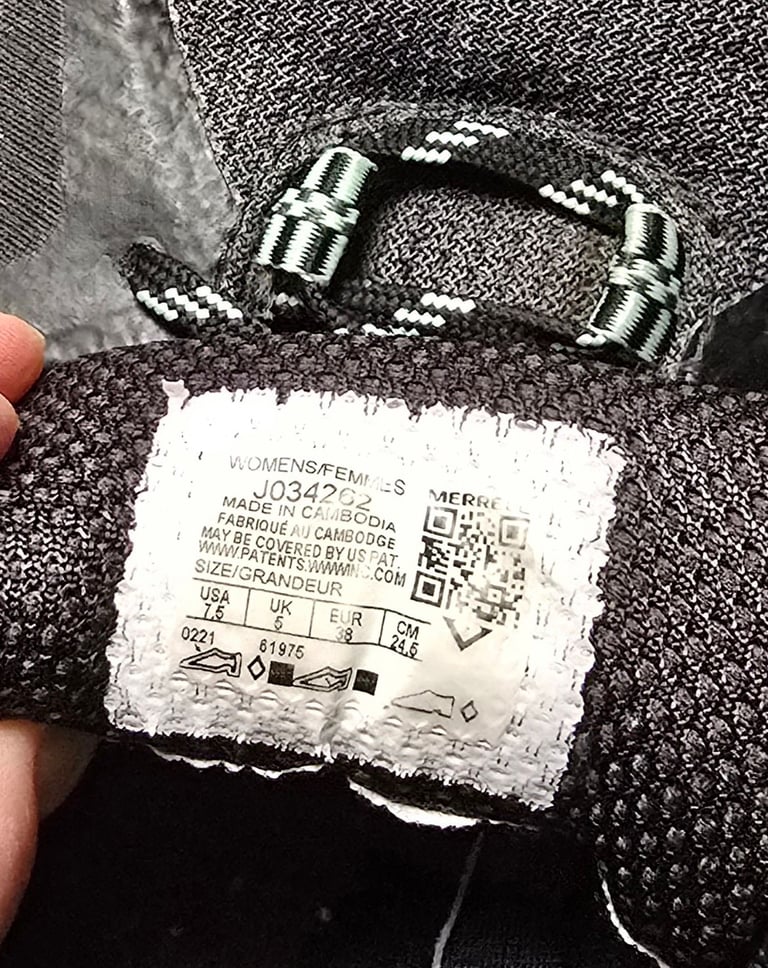 WOMENS/FEMMES
J034262
MADE IN CAMBODIA
FABRIQUÉ AU CAMBODGE
MAY BE COVERED BY US PAT.
WWW.PATENTS.WWWINC.COM
SIZE/GRANDEUR
USA UK EUR CM
7.5 5 38 24.5
0221 61975
MERRELL